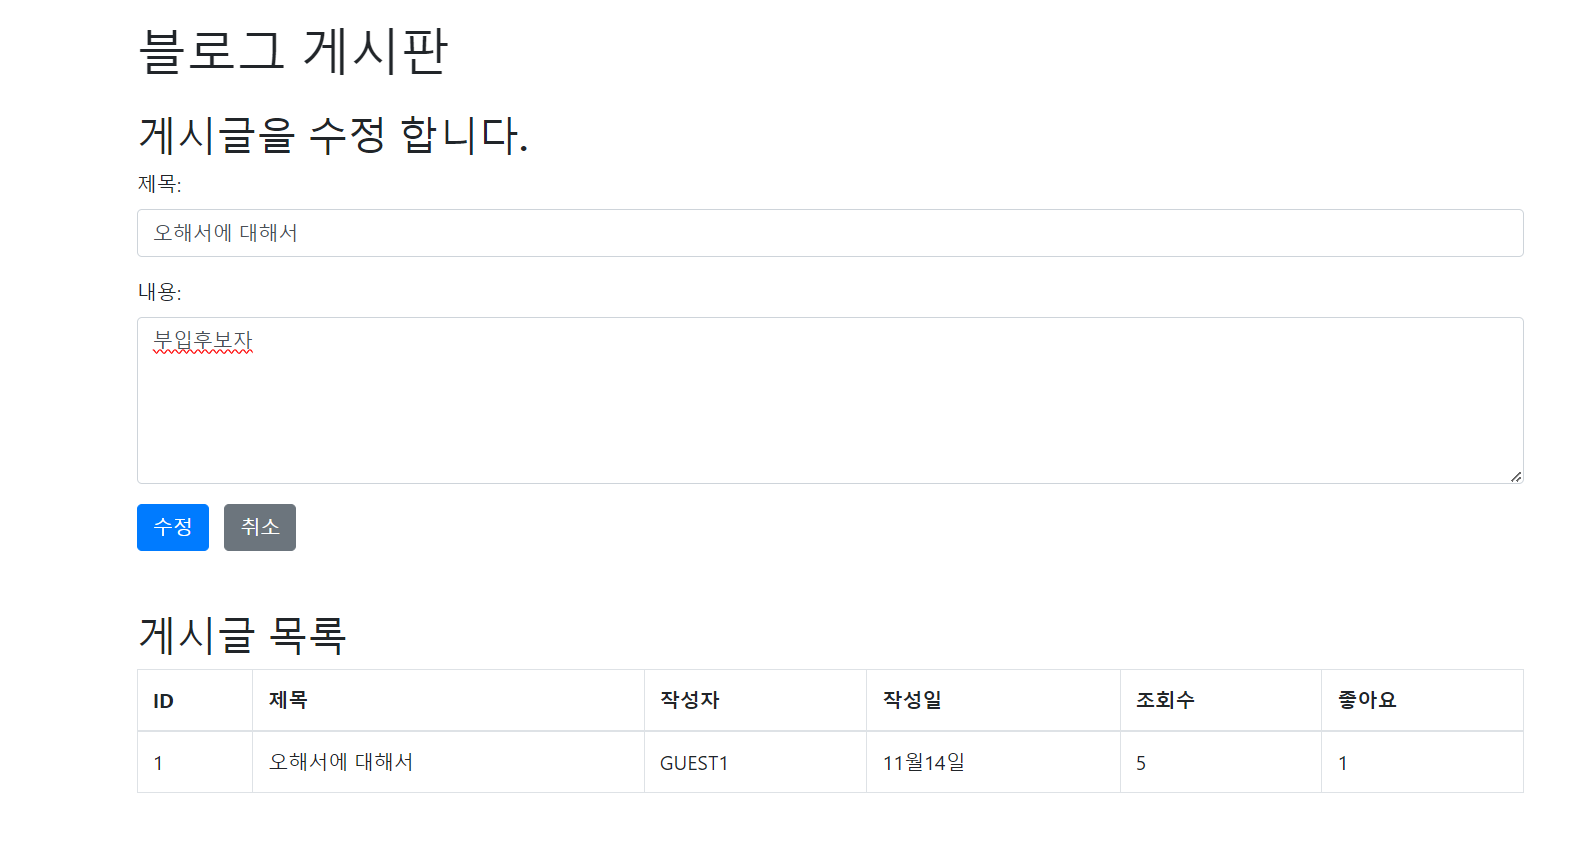 블로그 게시판
게시글을 수정 합니다.
제목:
오해서에 대해서
내용:
부입후보자
수정 취소
게시글 목록
ID 제목 작성자 작성일 조회수 좋아요
1 오해서에 대해서 GUEST1 11월14일 5 1